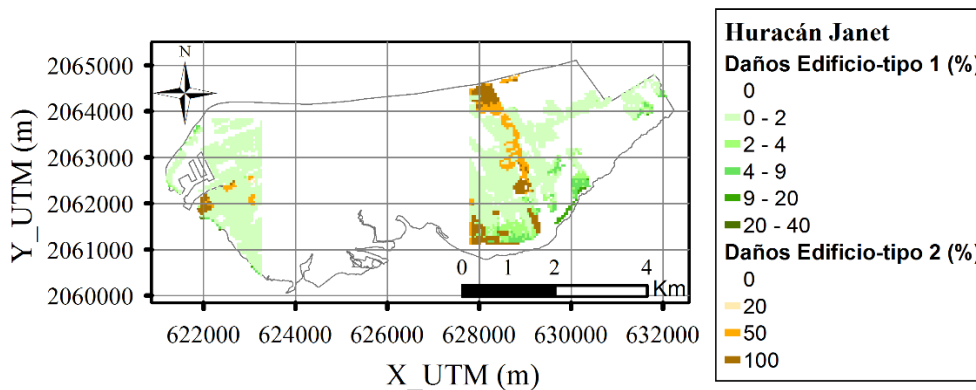 Huracán Janet
Daños Edificio-tipo 1 (%)
0
0 - 2
2 - 4
4 - 9
9 - 20
20 - 40
Daños Edificio-tipo 2 (%)
0
20
50
100
N
Y_UTM (m)
2065000
2064000
2063000
2062000
2061000
2060000
0 1 2 4
Km
622000 624000 626000 628000 630000 632000
X_UTM (m)